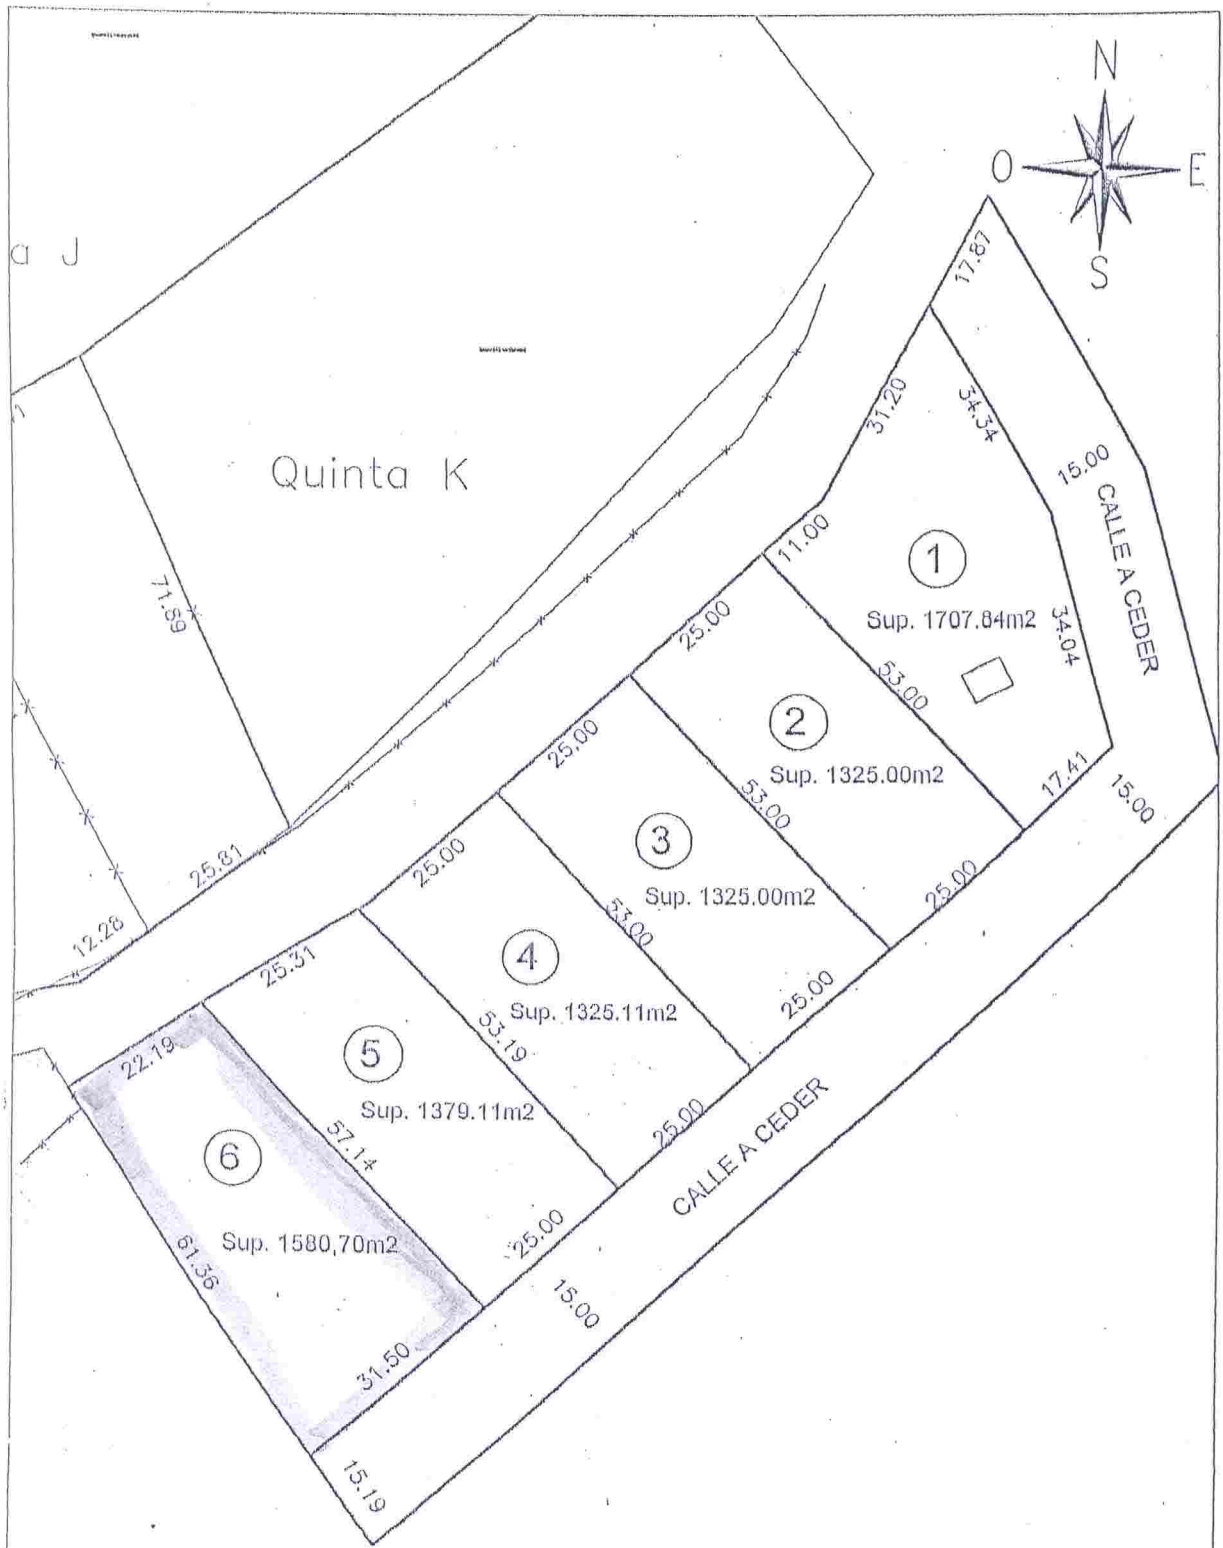 N
O
E
S
a J
17.87
31.20
34.34
Quinta K
15.00
CALLE A CEDER
11.00
1
Sup. 1707.84m2
34.04
71.89
25.00
53.00
2
Sup. 1325.00m2
17.41
15.00
25.00
53.00
3
Sup. 1325.00m2
25.00
25.81
25.00
53.00
12.28
4
Sup. 1325.11m2
25.00
25.31
53.19
5
Sup. 1379.11m2
25.00
CALLE A CEDER
22.19
57.14
6
Sup. 1580,70m2
25.00
61.36
15.00
31.50
15.19